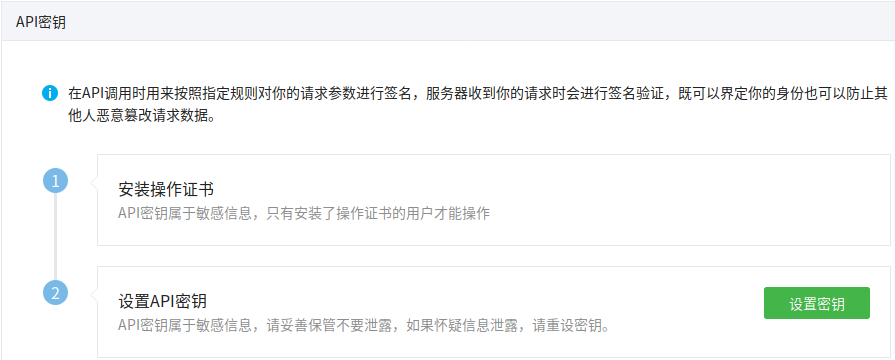 API密钥
在API调用时用来按照指定规则对你的请求参数进行签名，服务器收到你的请求时会进行签名验证，既可以界定你的身份也可以防止其
他人恶意篡改请求数据。
1
安装操作证书
API密钥属于敏感信息，只有安装了操作证书的用户才能操作
2
设置API密钥
设置密钥
API密钥属于敏感信息，请妥善保管不要泄露，如果怀疑信息泄露，请重设密钥。